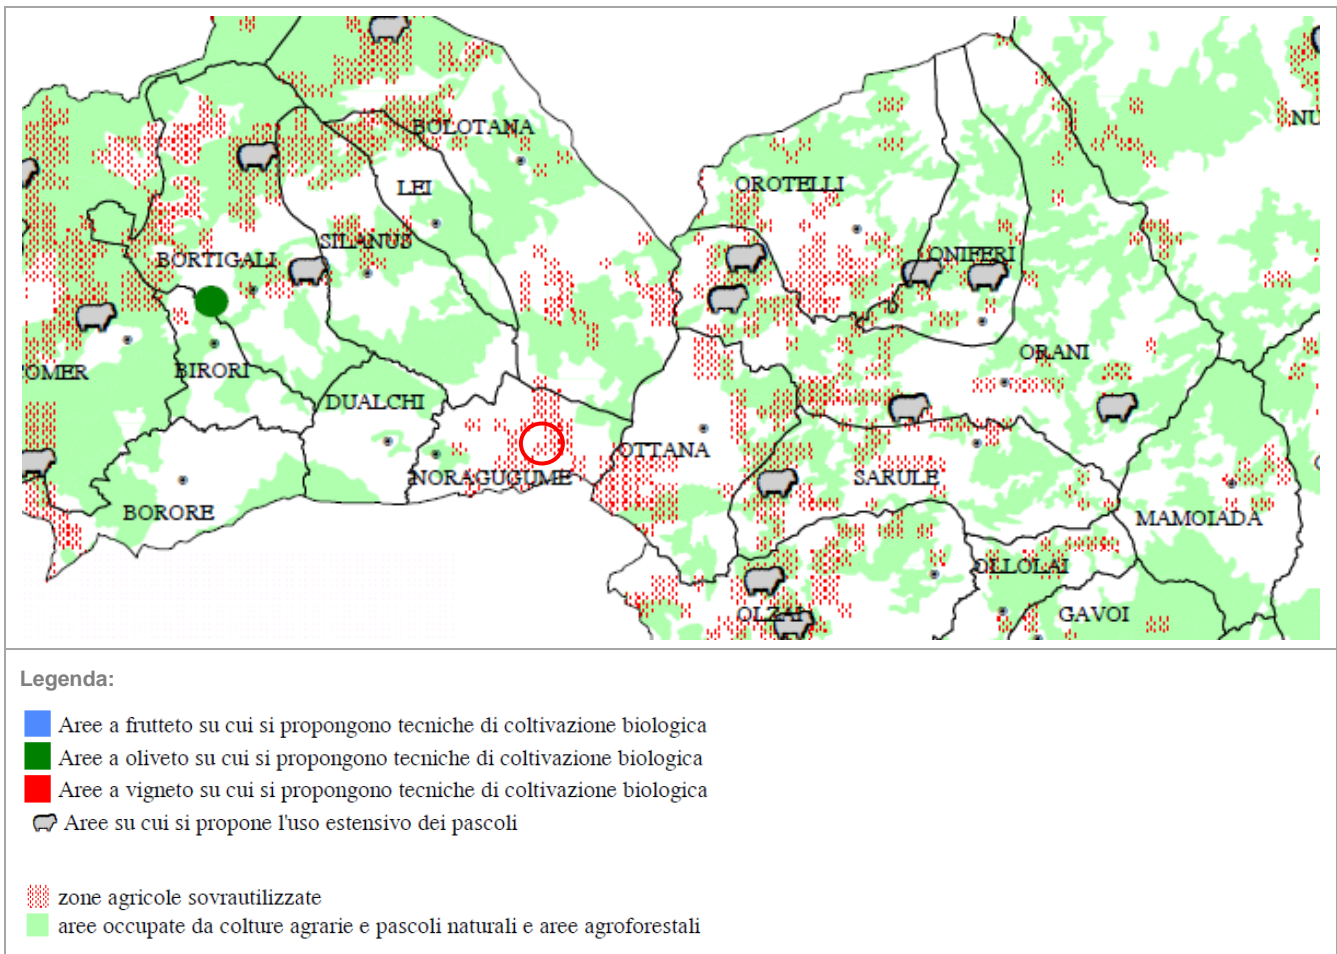 BOLOTANA
NU
LEI
OROTELLI
SILANUS
BORTIGALI
ONIFERI
OMER
BIRORI
ORANI
DUALCHI
OTTANA
NORAGUGUME
SARULE
BORORE
MAMOIADA
OLLOLAI
OLZAI
GAVOI
Legenda:
Aree a frutteto su cui si propongono tecniche di coltivazione biologica
Aree a oliveto su cui si propongono tecniche di coltivazione biologica
Aree a vigneto su cui si propongono tecniche di coltivazione biologica
Aree su cui si propone l'uso estensivo dei pascoli
zone agricole sovrautilizzate
aree occupate da colture agrarie e pascoli naturali e aree agroforestali